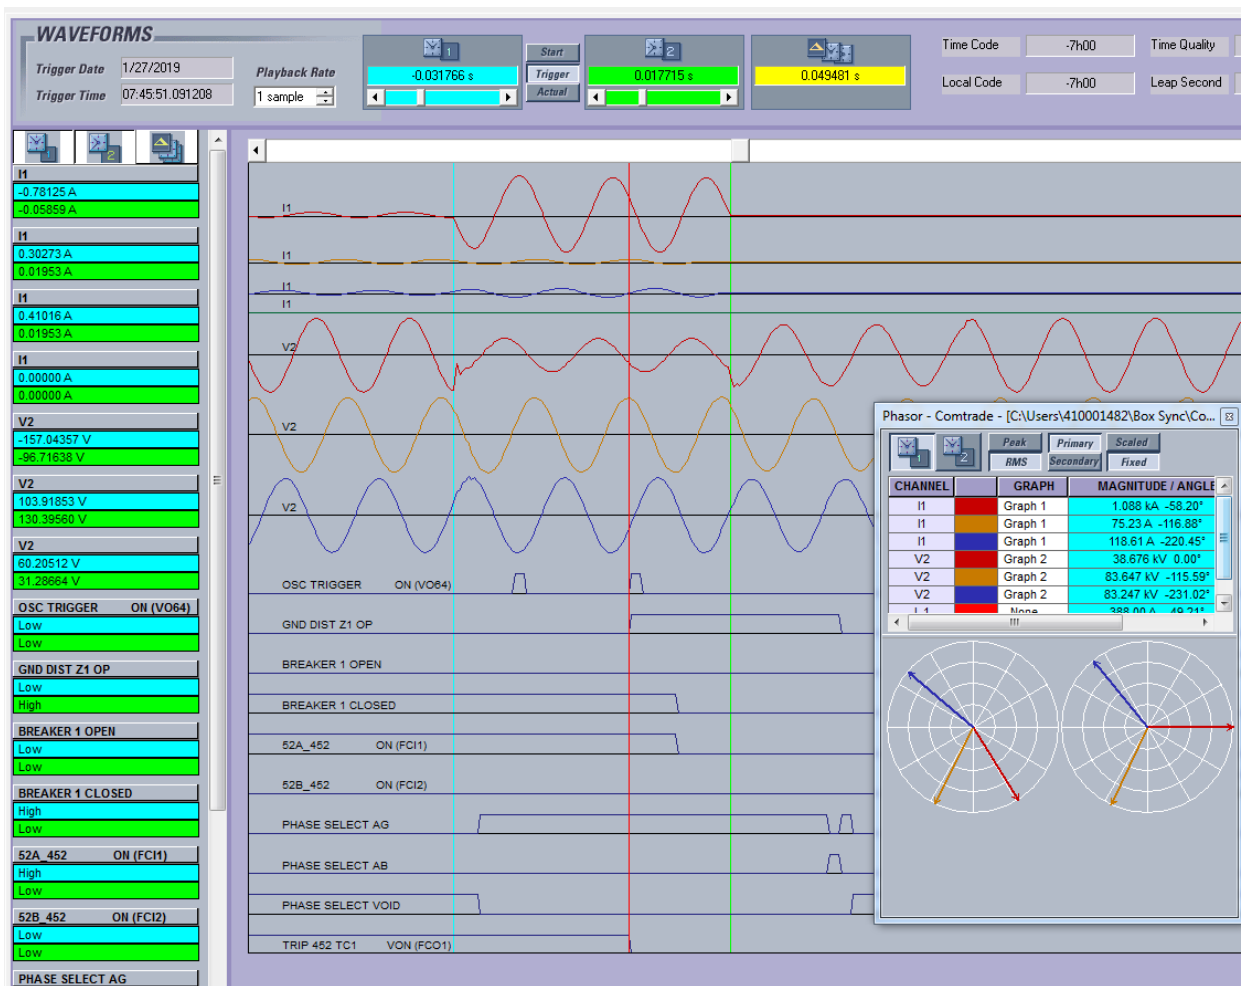 WAVEFORMS
Trigger Date 1/27/2019
Trigger Time 07:45:51.091208
Playback Rate
1 sample
1
-0.031766 s
Start
Trigger
Actual
2
0.017715 s
0.049481 s
Time Code -7h00 Time Quality
Local Code -7h00 Leap Second
1
2
I1
-0.78125 A
-0.05859 A
I1
0.30273 A
0.01953 A
I1
0.41016 A
0.01953 A
I1
0.00000 A
0.00000 A
V2
-157.04357 V
-96.71638 V
V2
103.91853 V
130.39560 V
V2
60.20512 V
31.28664 V
OSC TRIGGER ON (VO64)
Low
Low
GND DIST Z1 OP
Low
High
BREAKER 1 OPEN
Low
Low
BREAKER 1 CLOSED
High
Low
52A_452 ON (FCI1)
High
Low
52B_452 ON (FCI2)
Low
Low
PHASE SELECT AG
I1
I1
I1
I1
V2
V2
V2
OSC TRIGGER ON (VO64)
GND DIST Z1 OP
BREAKER 1 OPEN
BREAKER 1 CLOSED
52A_452 ON (FCI1)
52B_452 ON (FCI2)
PHASE SELECT AG
PHASE SELECT AB
PHASE SELECT VOID
TRIP 452 TC1 VON (FCO1)
Phasor - Comtrade - [C:\Users\410001482\Box Sync\Co...
1
2
Peak Primary Scaled
RMS Secondary Fixed
CHANNEL GRAPH MAGNITUDE / ANGLE
I1 Graph 1 1.088 kA -58.20°
I1 Graph 1 75.23 A -116.88°
I1 Graph 1 118.61 A -220.45°
V2 Graph 2 38.676 kV 0.00°
V2 Graph 2 83.647 kV -115.59°
V2 Graph 2 83.247 kV -231.02°
None 388.00 A -49.21°